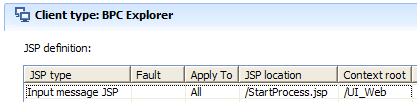 Client type: BPC Explorer
JSP definition:
JSP type Fault Apply To JSP location Context root
Input message JSP All /StartProcess.jsp /UI_Web